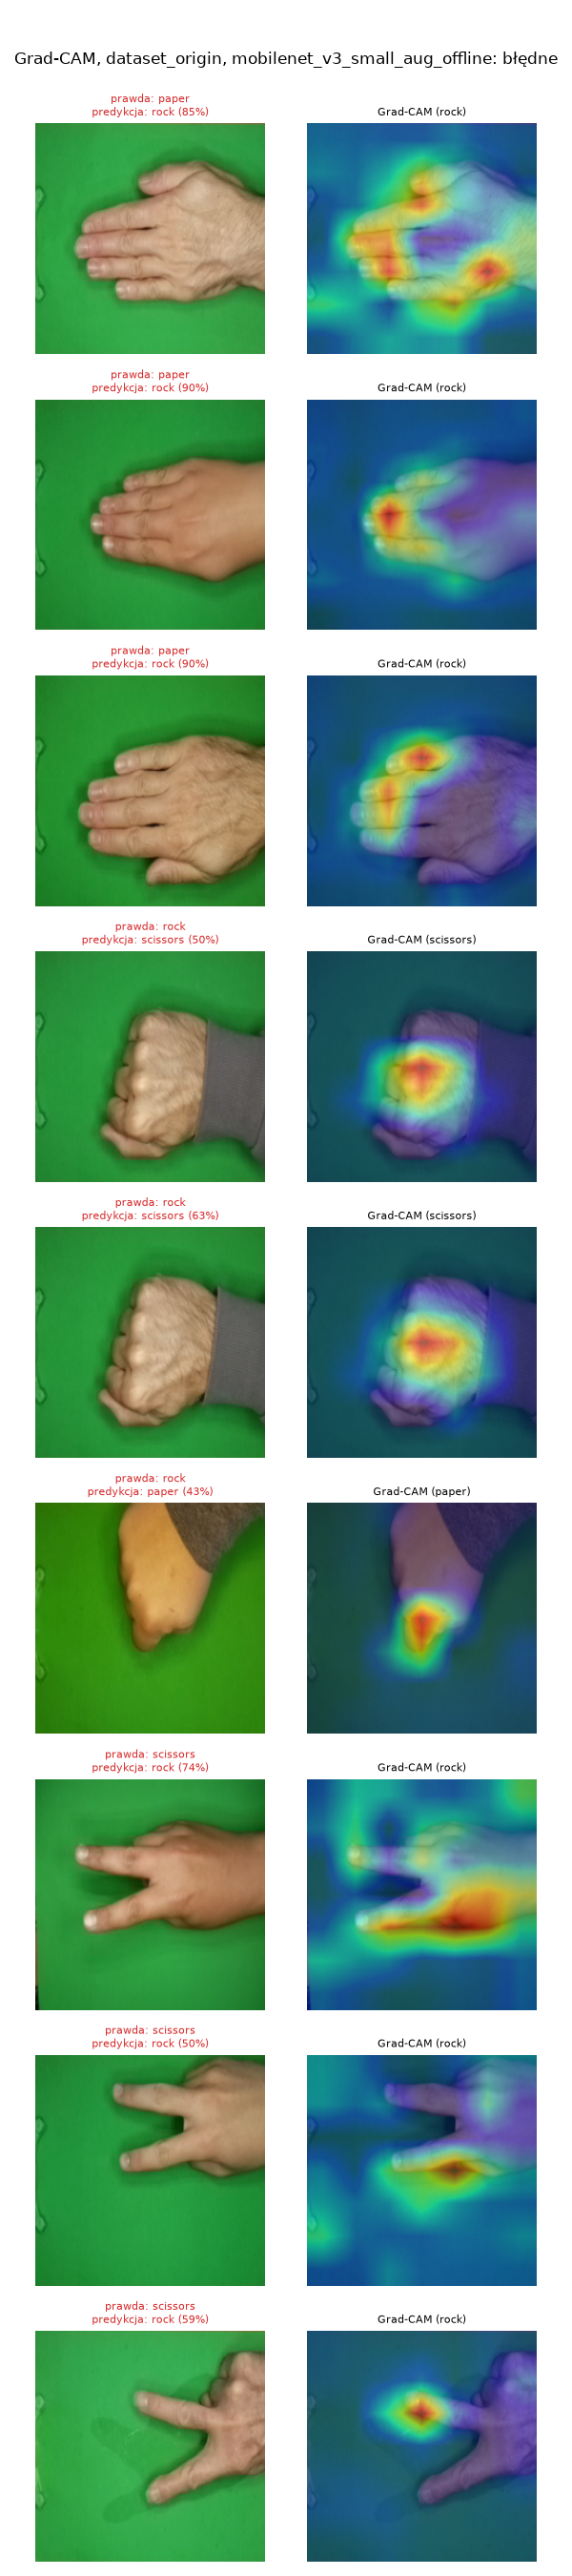 Grad-CAM, dataset_origin, mobilenet_v3_small_aug_offline: błędne
prawda: paper
predykcja: rock (85%)
Grad-CAM (rock)
prawda: paper
predykcja: rock (90%)
Grad-CAM (rock)
prawda: paper
predykcja: rock (90%)
Grad-CAM (rock)
prawda: rock
predykcja: scissors (50%)
Grad-CAM (scissors)
prawda: rock
predykcja: scissors (63%)
Grad-CAM (scissors)
prawda: rock
predykcja: paper (43%)
Grad-CAM (paper)
prawda: scissors
predykcja: rock (74%)
Grad-CAM (rock)
prawda: scissors
predykcja: rock (50%)
Grad-CAM (rock)
prawda: scissors
predykcja: rock (59%)
Grad-CAM (rock)